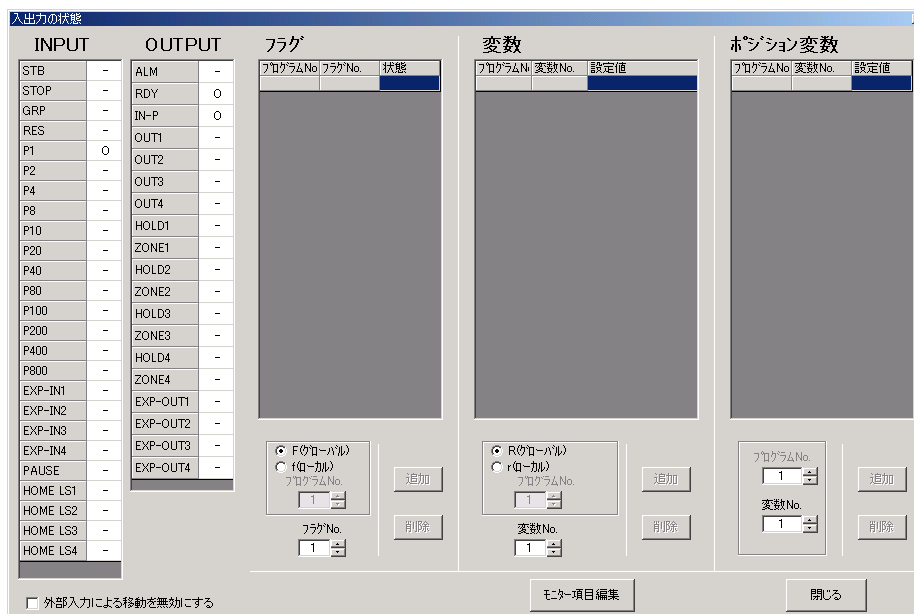 入出力の状態
INPUT
STB -
STOP -
GRP -
RES -
P1 O
P2 -
P4 -
P8 -
P10 -
P20 -
P40 -
P80 -
P100 -
P200 -
P400 -
P800 -
EXP-IN1 -
EXP-IN2 -
EXP-IN3 -
EXP-IN4 -
PAUSE -
HOME LS1 -
HOME LS2 -
HOME LS3 -
HOME LS4 -
OUTPUT
ALM -
RDY O
IN-P O
OUT1 -
OUT2 -
OUT3 -
OUT4 -
HOLD1 -
ZONE1 -
HOLD2 -
ZONE2 -
HOLD3 -
ZONE3 -
HOLD4 -
ZONE4 -
EXP-OUT1 -
EXP-OUT2 -
EXP-OUT3 -
EXP-OUT4 -
フラグ
プログラムNo フラグNo. 状態
F(グローバル)
f(ローカル)
プログラムNo.
1
フラグNo.
1
追加
削除
変数
プログラムN 変数No. 設定値
R(グローバル)
r(ローカル)
プログラムNo.
1
変数No.
1
追加
削除
ポジション変数
プログラムNo 変数No. 設定値
プログラムNo.
1
変数No.
1
追加
削除
外部入力による移動を無効にする
モニター項目編集
閉じる